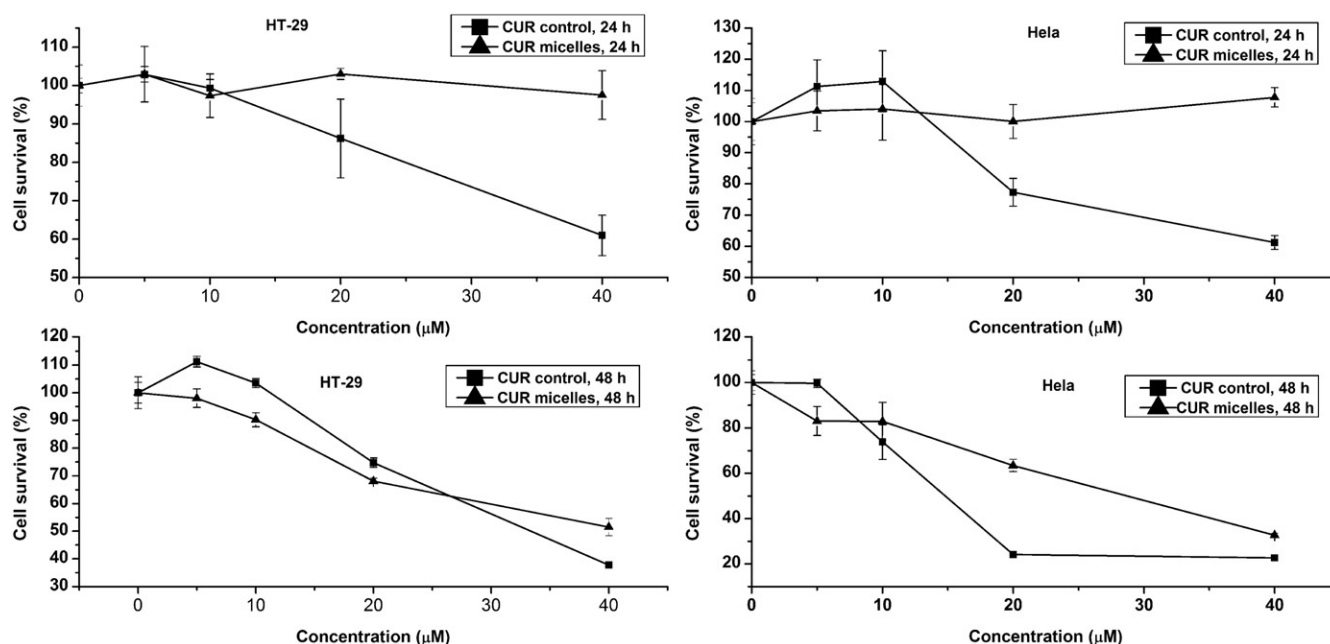 HT-29
CUR control, 24 h
CUR micelles, 24 h
Cell survival (%)
110
100
90
80
70
60
50
0
10
20
30
40
Concentration (μM)
Hela
CUR control, 24 h
CUR micelles, 24 h
Cell survival (%)
130
120
110
100
90
80
70
60
50
0
10
20
30
40
Concentration (μM)
HT-29
CUR control, 48 h
CUR micelles, 48 h
Cell survival (%)
120
110
100
90
80
70
60
50
40
30
0
10
20
30
40
Concentration (μM)
Hela
CUR control, 48 h
CUR micelles, 48 h
Cell survival (%)
120
100
80
60
40
20
0
10
20
30
40
Concentration (μM)